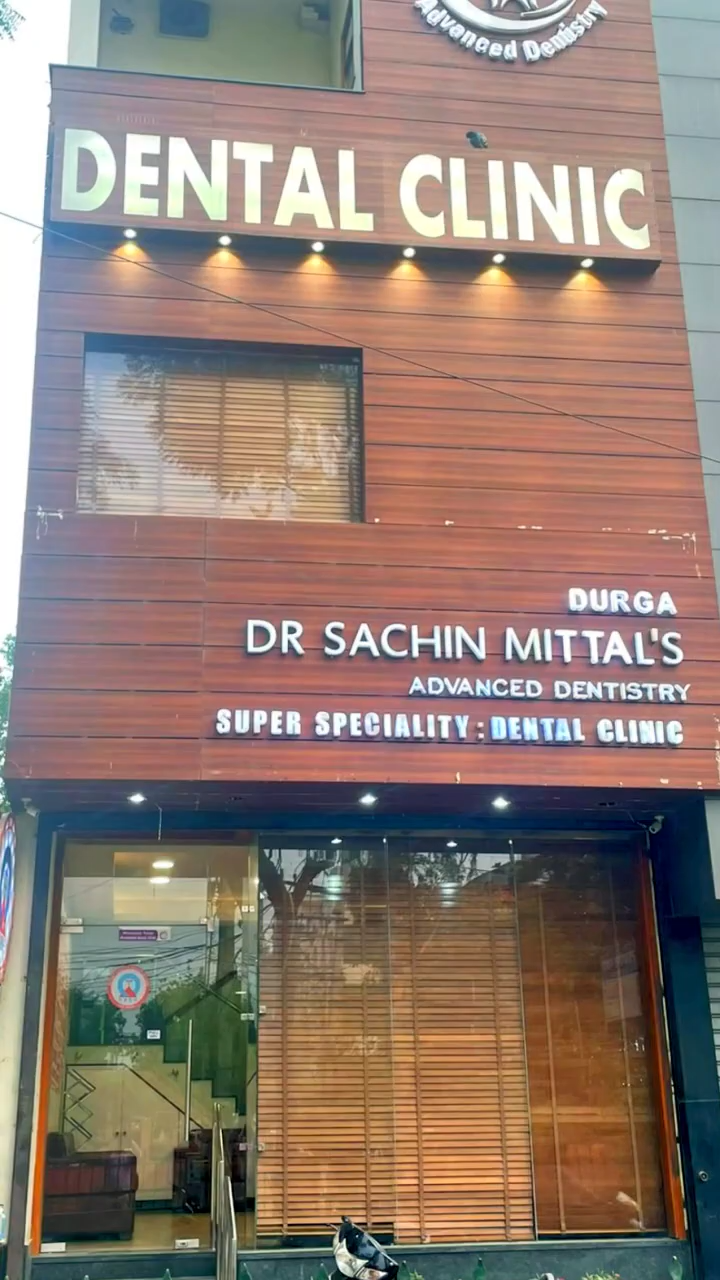 Advanced Dentistry
DENTAL CLINIC
DURGA
DR SACHIN MITTAL'S
ADVANCED DENTISTRY
SUPER SPECIALITY : DENTAL CLINIC